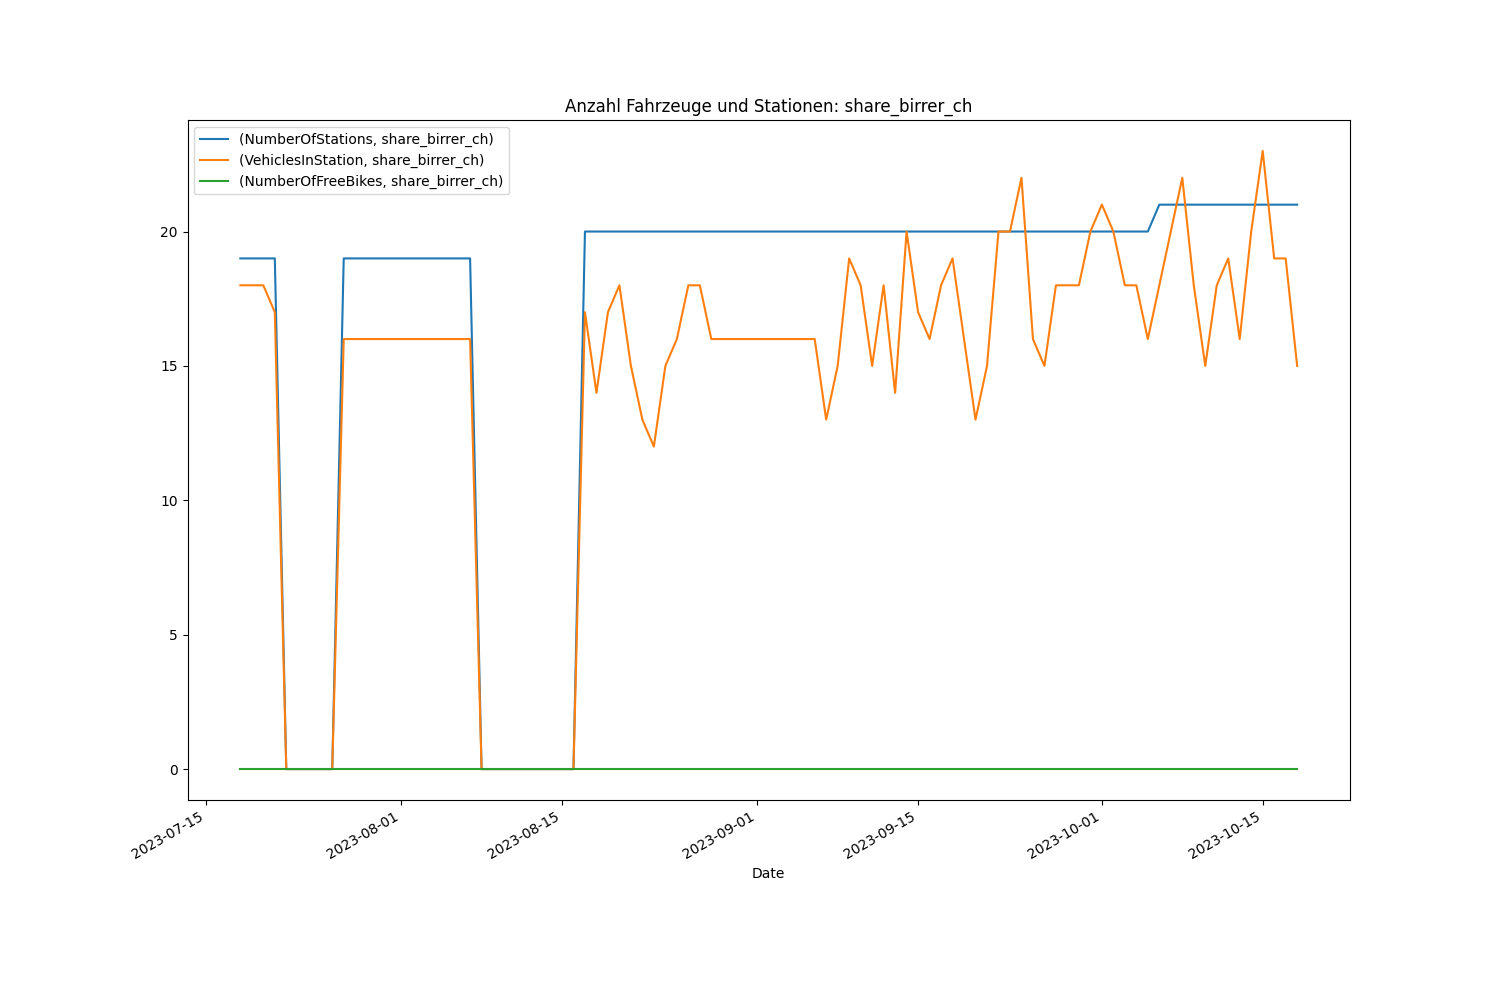 Anzahl Fahrzeuge und Stationen: share_birrer_ch
(NumberOfStations, share_birrer_ch)
(VehiclesInStation, share_birrer_ch)
(NumberOfFreeBikes, share_birrer_ch)
20
15
10
5
0
2023-07-15
2023-08-01
2023-08-15
2023-09-01
2023-09-15
2023-10-01
2023-10-15
Date